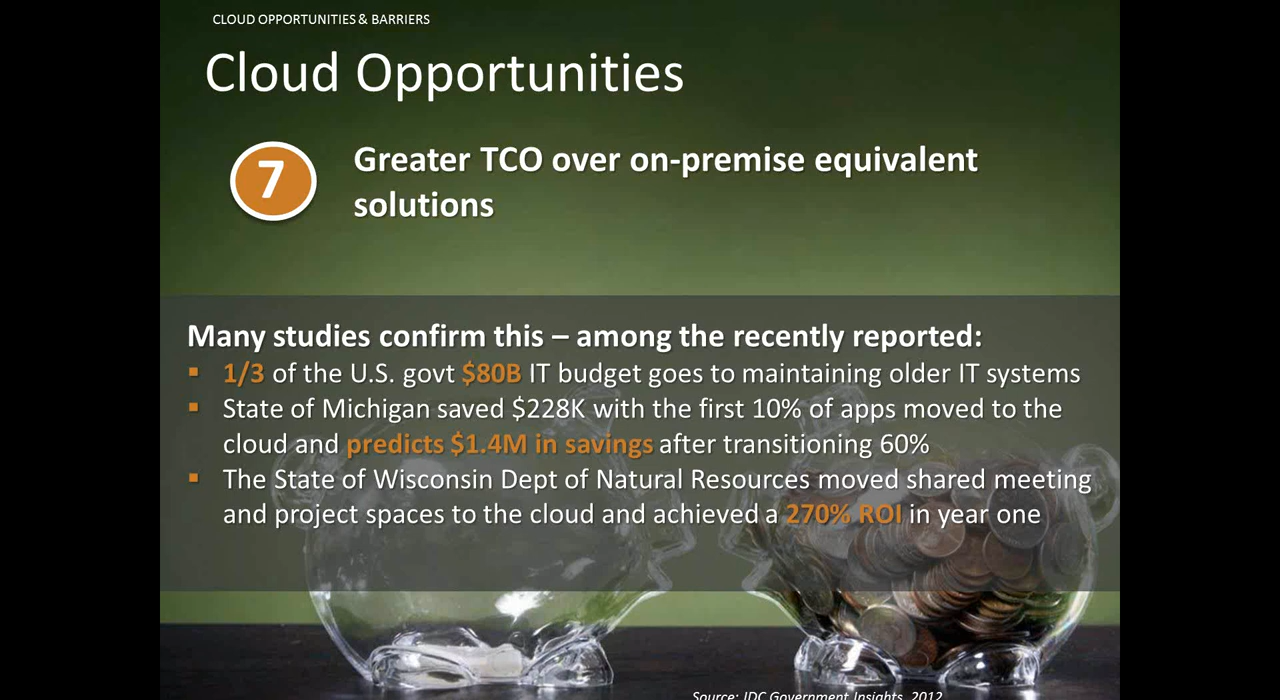 CLOUD OPPORTUNITIES & BARRIERS
Cloud Opportunities
7
Greater TCO over on-premise equivalent
solutions
Many studies confirm this – among the recently reported:
▪ 1/3 of the U.S. govt $80B IT budget goes to maintaining older IT systems
▪ State of Michigan saved $228K with the first 10% of apps moved to the
cloud and predicts $1.4M in savings after transitioning 60%
▪ The State of Wisconsin Dept of Natural Resources moved shared meeting
and project spaces to the cloud and achieved a 270% ROI in year one
Source: IDC Government Insights, 2012